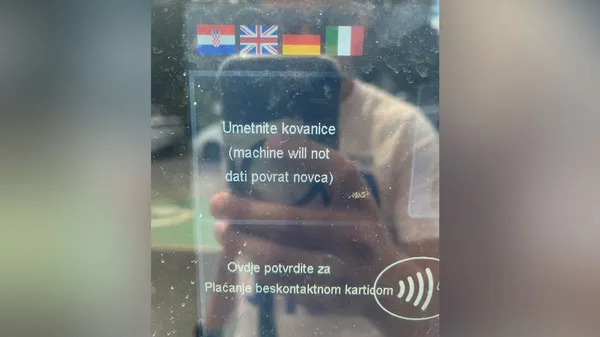 Umetnite kovanice
(machine will not
dati povrat novca)
Ovdje potvrdite za
Plaćanje beskontaktnom karticom